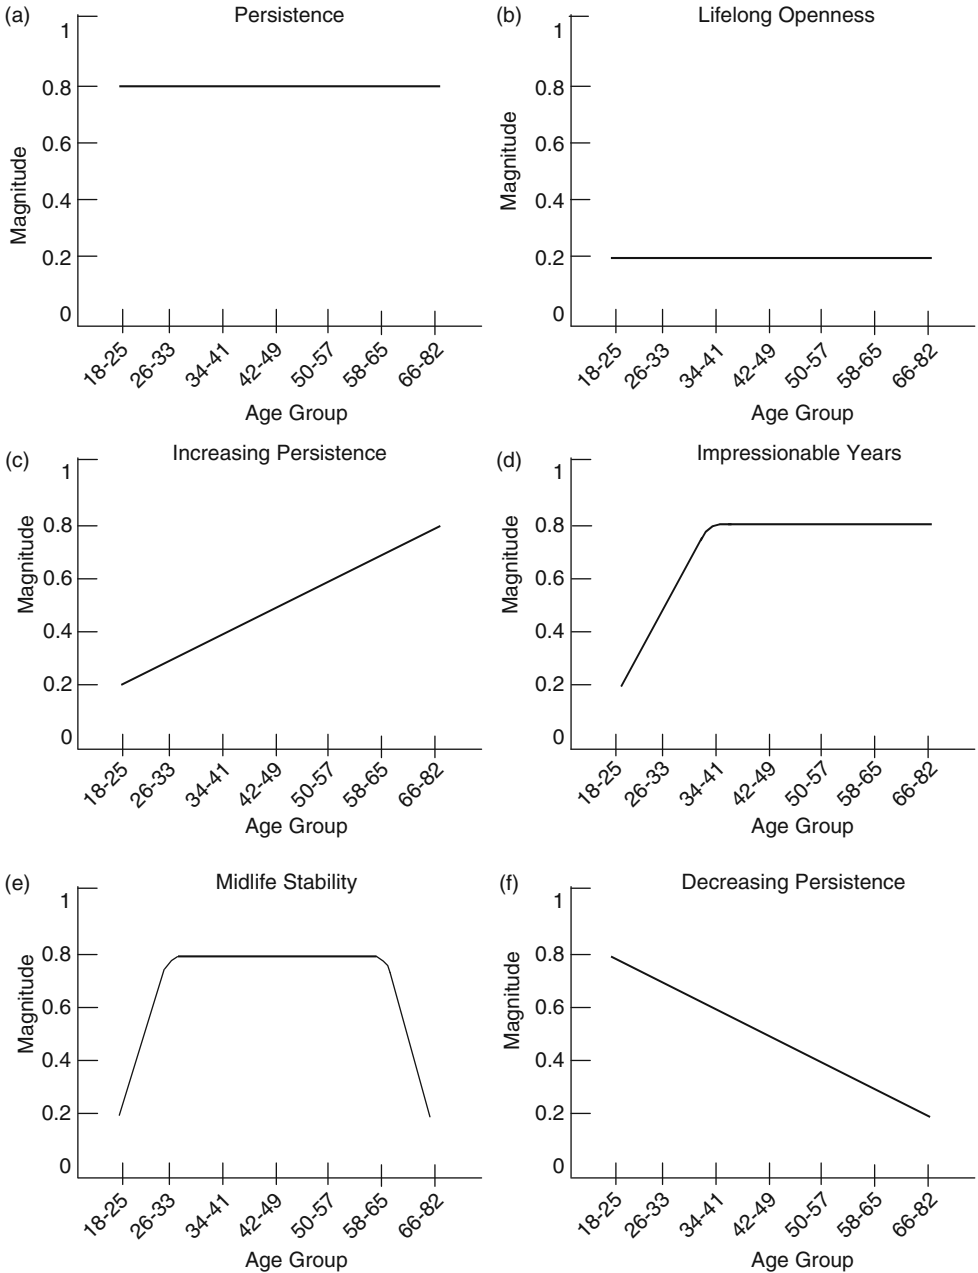 (a) Persistence
1
0.8
0.6
0.4
0.2
0
Magnitude
18-25 26-33 34-41 42-49 50-57 58-65 66-82
Age Group
(b) Lifelong Openness
1
0.8
0.6
0.4
0.2
0
Magnitude
18-25 26-33 34-41 42-49 50-57 58-65 66-82
Age Group
(c) Increasing Persistence
1
0.8
0.6
0.4
0.2
0
Magnitude
18-25 26-33 34-41 42-49 50-57 58-65 66-82
Age Group
(d) Impressionable Years
1
0.8
0.6
0.4
0.2
0
Magnitude
18-25 26-33 34-41 42-49 50-57 58-65 66-82
Age Group
(e) Midlife Stability
1
0.8
0.6
0.4
0.2
0
Magnitude
18-25 26-33 34-41 42-49 50-57 58-65 66-82
Age Group
(f) Decreasing Persistence
1
0.8
0.6
0.4
0.2
0
Magnitude
18-25 26-33 34-41 42-49 50-57 58-65 66-82
Age Group